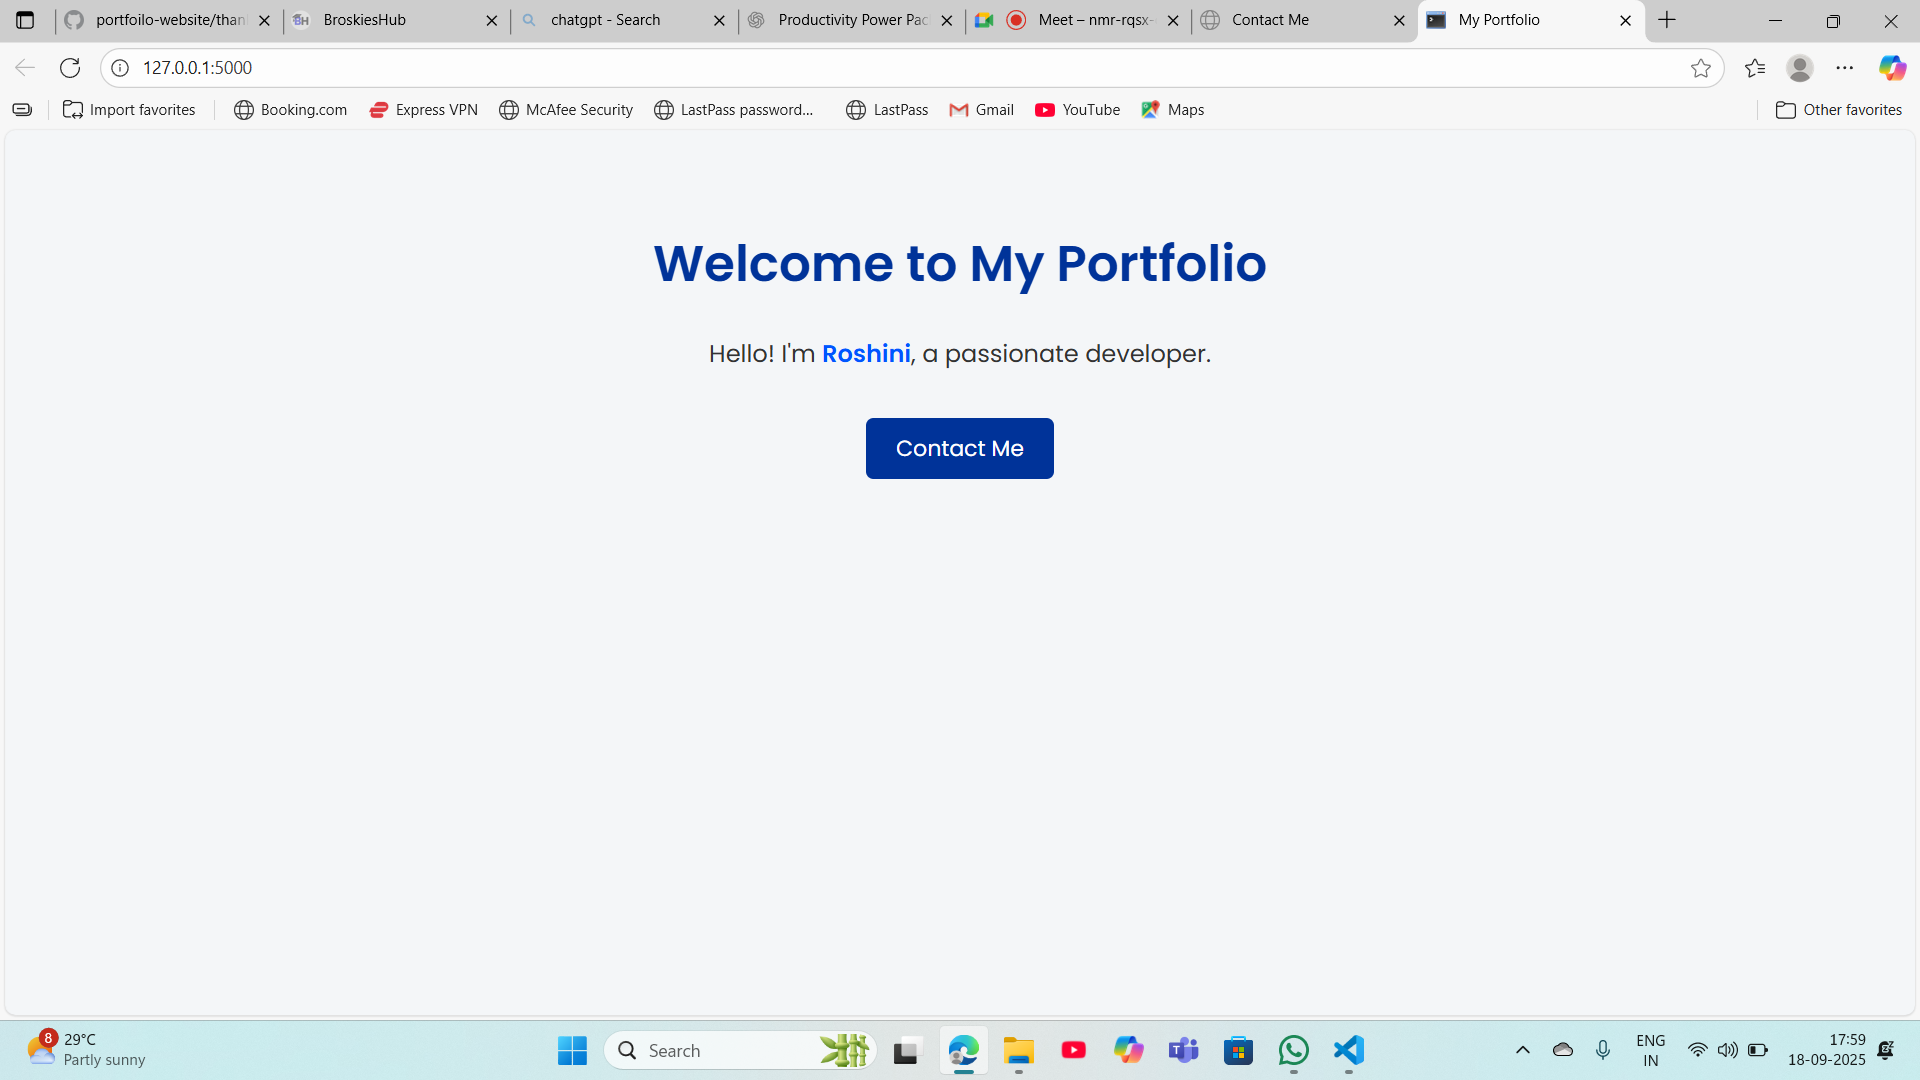 portfoilo-website/than
BroskiesHub
chatgpt - Search
Productivity Power Pac
Meet – nmr-rqsx-
Contact Me
My Portfolio
127.0.0.1:5000
Import favorites
Booking.com
Express VPN
McAfee Security
LastPass password...
LastPass
Gmail
YouTube
Maps
Other favorites
Welcome to My Portfolio
Hello! I'm Roshini, a passionate developer.
Contact Me
8
29°C
Partly sunny
Search
ENG
IN
17:59
18-09-2025